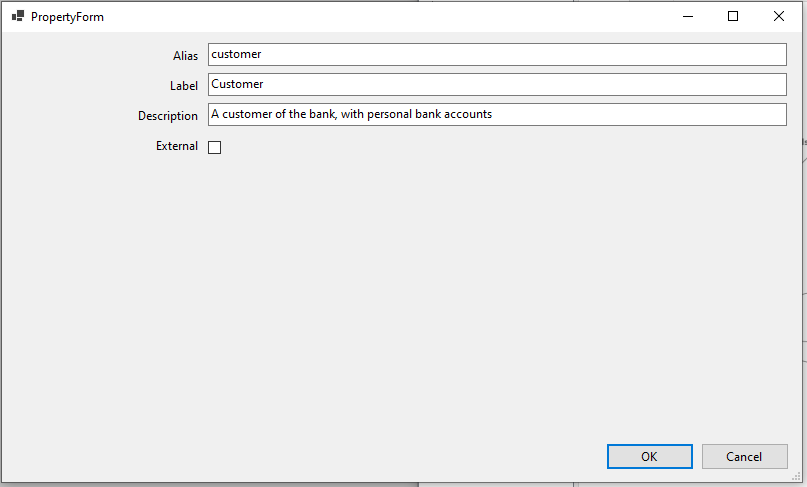 PropertyForm
Alias customer
Label Customer
Description A customer of the bank, with personal bank accounts
External
OK Cancel